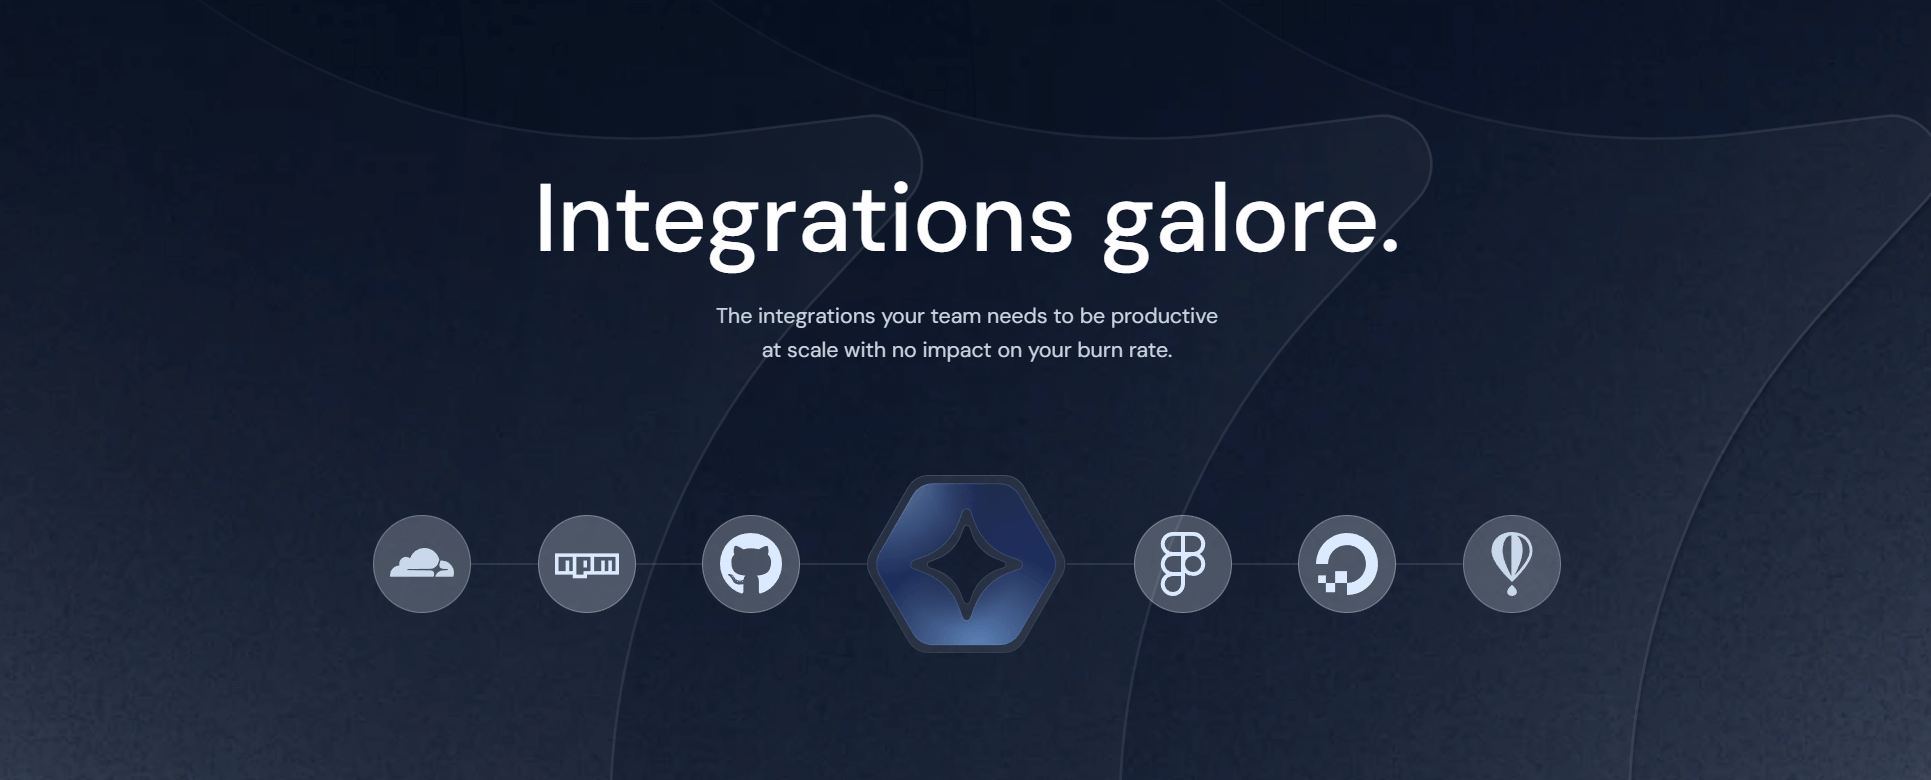 Integrations galore.
The integrations your team needs to be productive
at scale with no impact on your burn rate.
npm